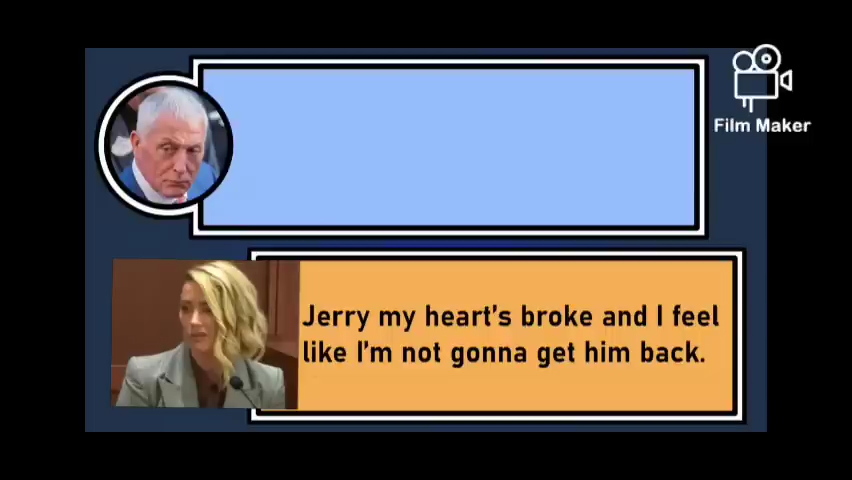 Film Maker
Jerry my heart's broke and I feel
like I'm not gonna get him back.